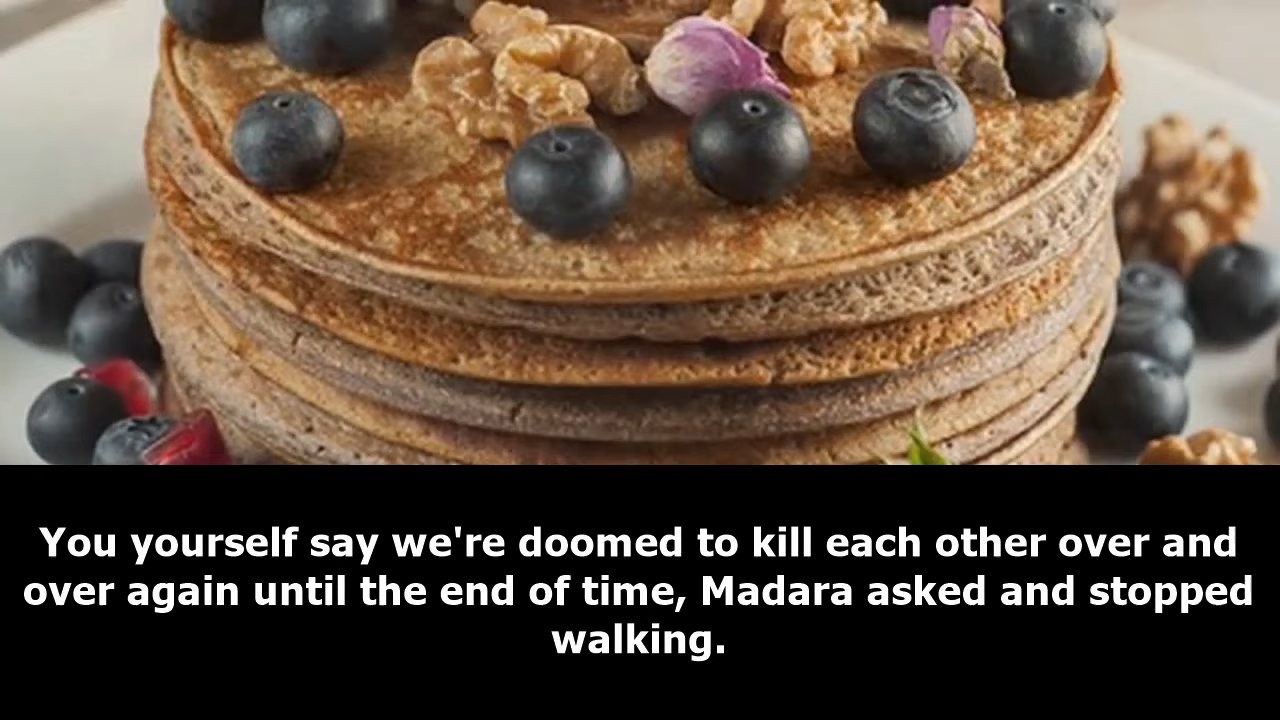 You yourself say we're doomed to kill each other over and
over again until the end of time, Madara asked and stopped
walking.